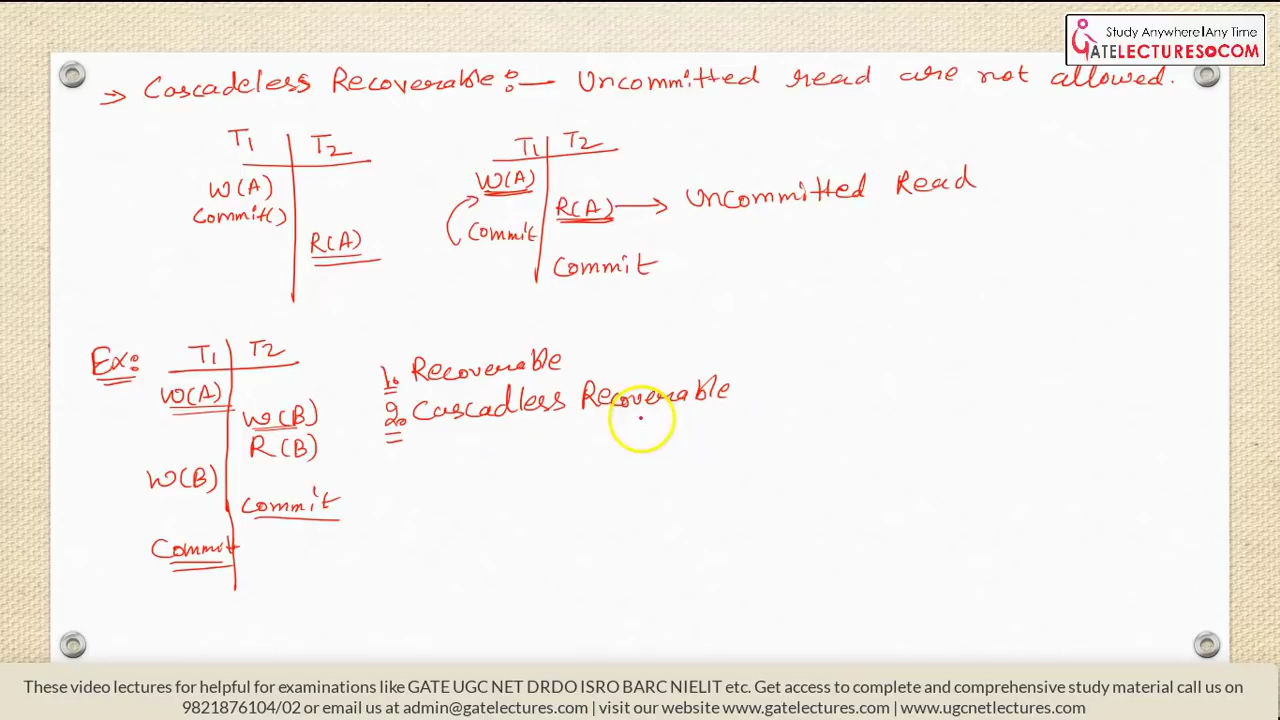 Study Anywhere Any Time
GATELECTURES.COM
→ Cascadeless Recoverable :— Uncommitted read are not allowed.
T1 T2
W(A)
Commit()
R(A)
T1 T2
W(A)
R(A) → Uncommitted Read
Commit
Commit
Ex:
T1 T2
W(A)
W(B)
R(B)
W(B)
Commit
Commit
1. Recoverable
2. Cascadless Recoverable
These video lectures for helpful for examinations like GATE UGC NET DRDO ISRO BARC NIELIT etc. Get access to complete and comprehensive study material call us on
9821876104/02 or email us at admin@gatelectures.com | visit our website www.gatelectures.com | www.ugcnetlectures.com